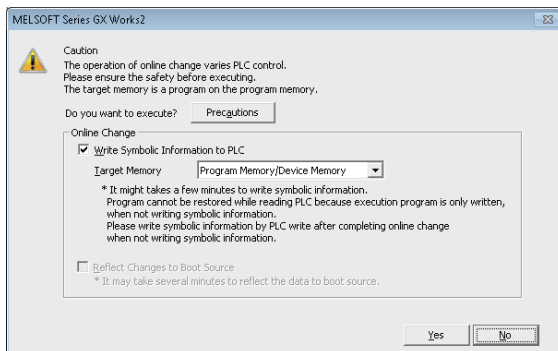 MELSOFT Series GX Works2
Caution
The operation of online change varies PLC control.
Please ensure the safety before executing.
The target memory is a program on the program memory.
Do you want to execute? Precautions
Online Change
Write Symbolic Information to PLC
Target Memory Program Memory/Device Memory
* It might takes a few minutes to write symbolic information.
Program cannot be restored while reading PLC because execution program is only written,
when not writing symbolic information.
Please write symbolic information by PLC write after completing online change
when not writing symbolic information.
Reflect Changes to Boot Source
* It may take several minutes to reflect the data to boot source.
Yes No